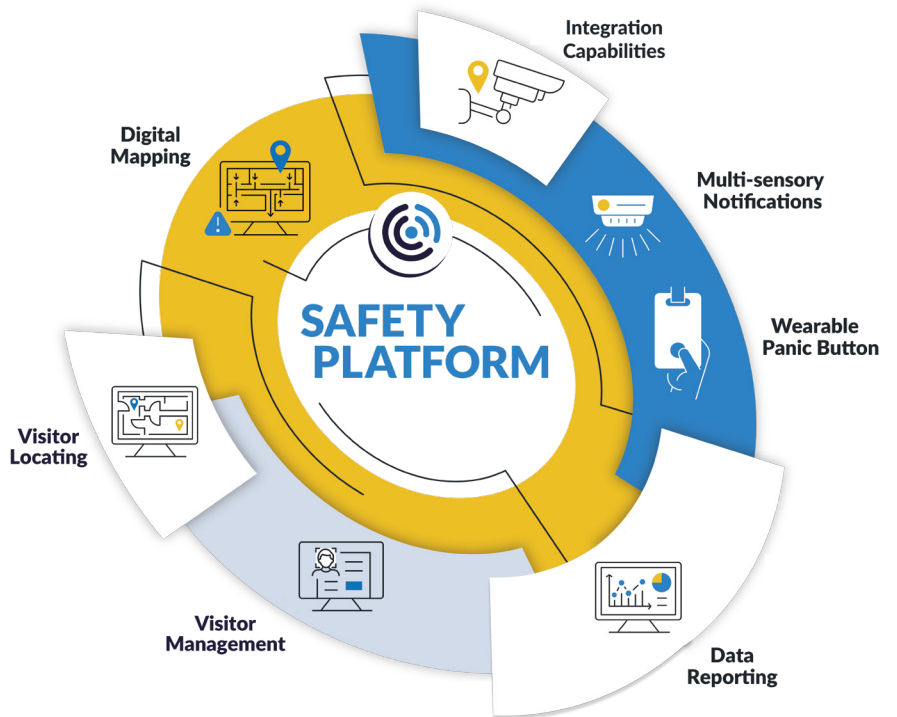 Integration
Capabilities
Digital
Mapping
Multi-sensory
Notifications
SAFETY
PLATFORM
Wearable
Panic Button
Visitor
Locating
Visitor
Management
Data
Reporting